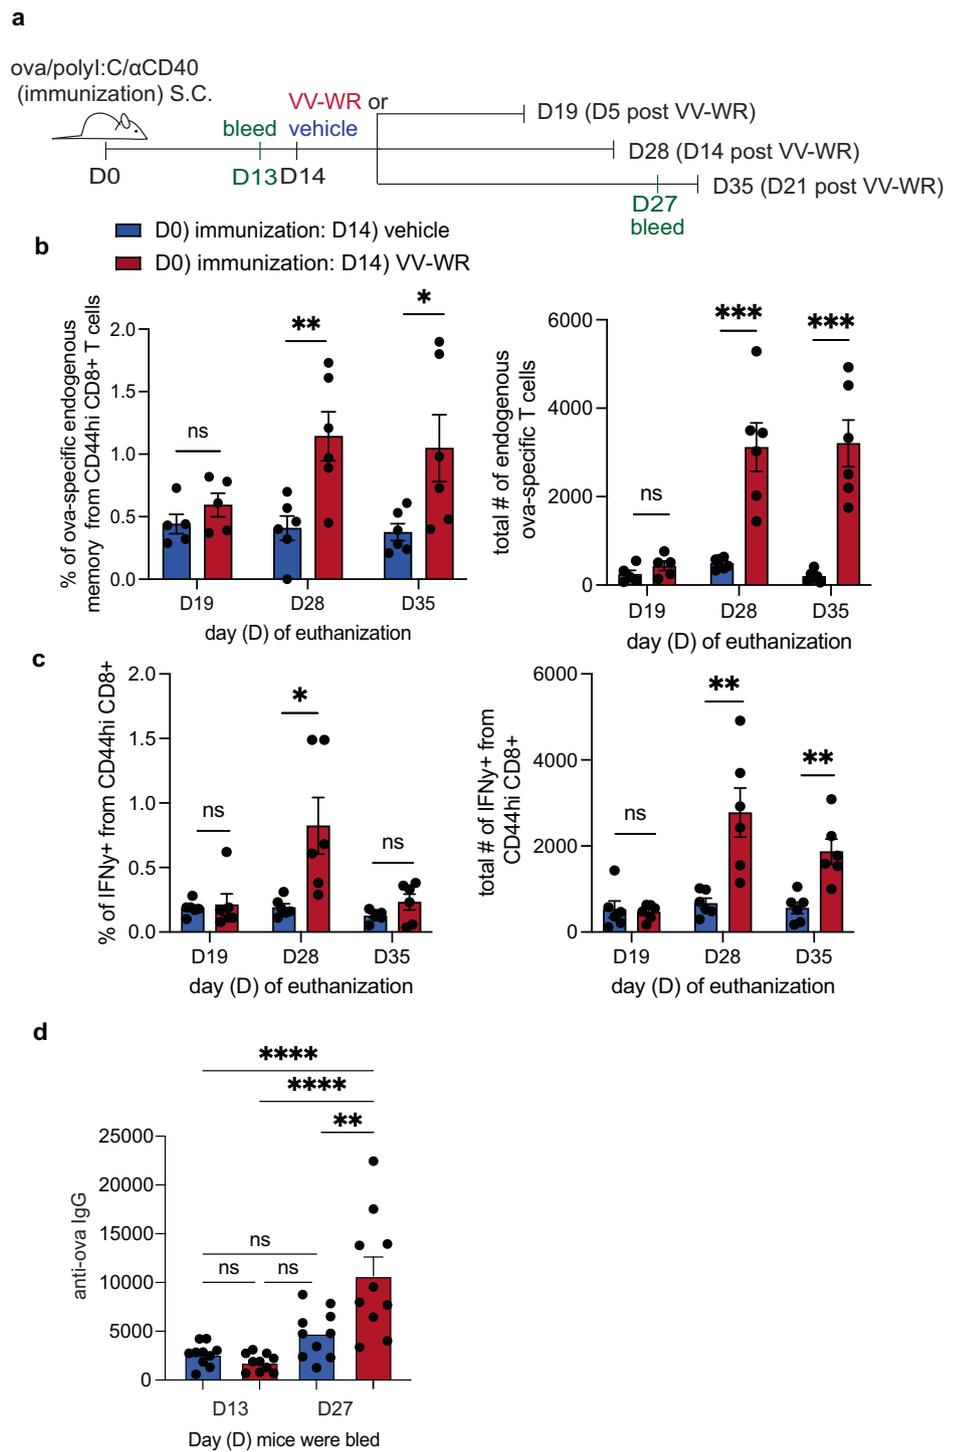 a
ova/polyI:C/αCD40
(immunization) S.C.
VV-WR or
bleed vehicle
D0 D13 D14
D19 (D5 post VV-WR)
D28 (D14 post VV-WR)
D35 (D21 post VV-WR)
D27
bleed
D0) immunization: D14) vehicle
D0) immunization: D14) VV-WR
b
% of ova-specific endogenous
memory from CD44hi CD8+ T cells
2.0
1.5
1.0
0.5
0.0
ns
**
*
D19 D28 D35
day (D) of euthanization
total # of endogenous
ova-specific T cells
6000
4000
2000
0
ns
***
***
D19 D28 D35
day (D) of euthanization
c
% of IFNy+ from CD44hi CD8+
2.0
1.5
1.0
0.5
0.0
ns
*
ns
D19 D28 D35
day (D) of euthanization
total # of IFNy+ from
CD44hi CD8+
6000
4000
2000
0
ns
**
**
D19 D28 D35
day (D) of euthanization
d
anti-ova IgG
25000
20000
15000
10000
5000
0
****
****
**
ns
ns ns
D13 D27
Day (D) mice were bled